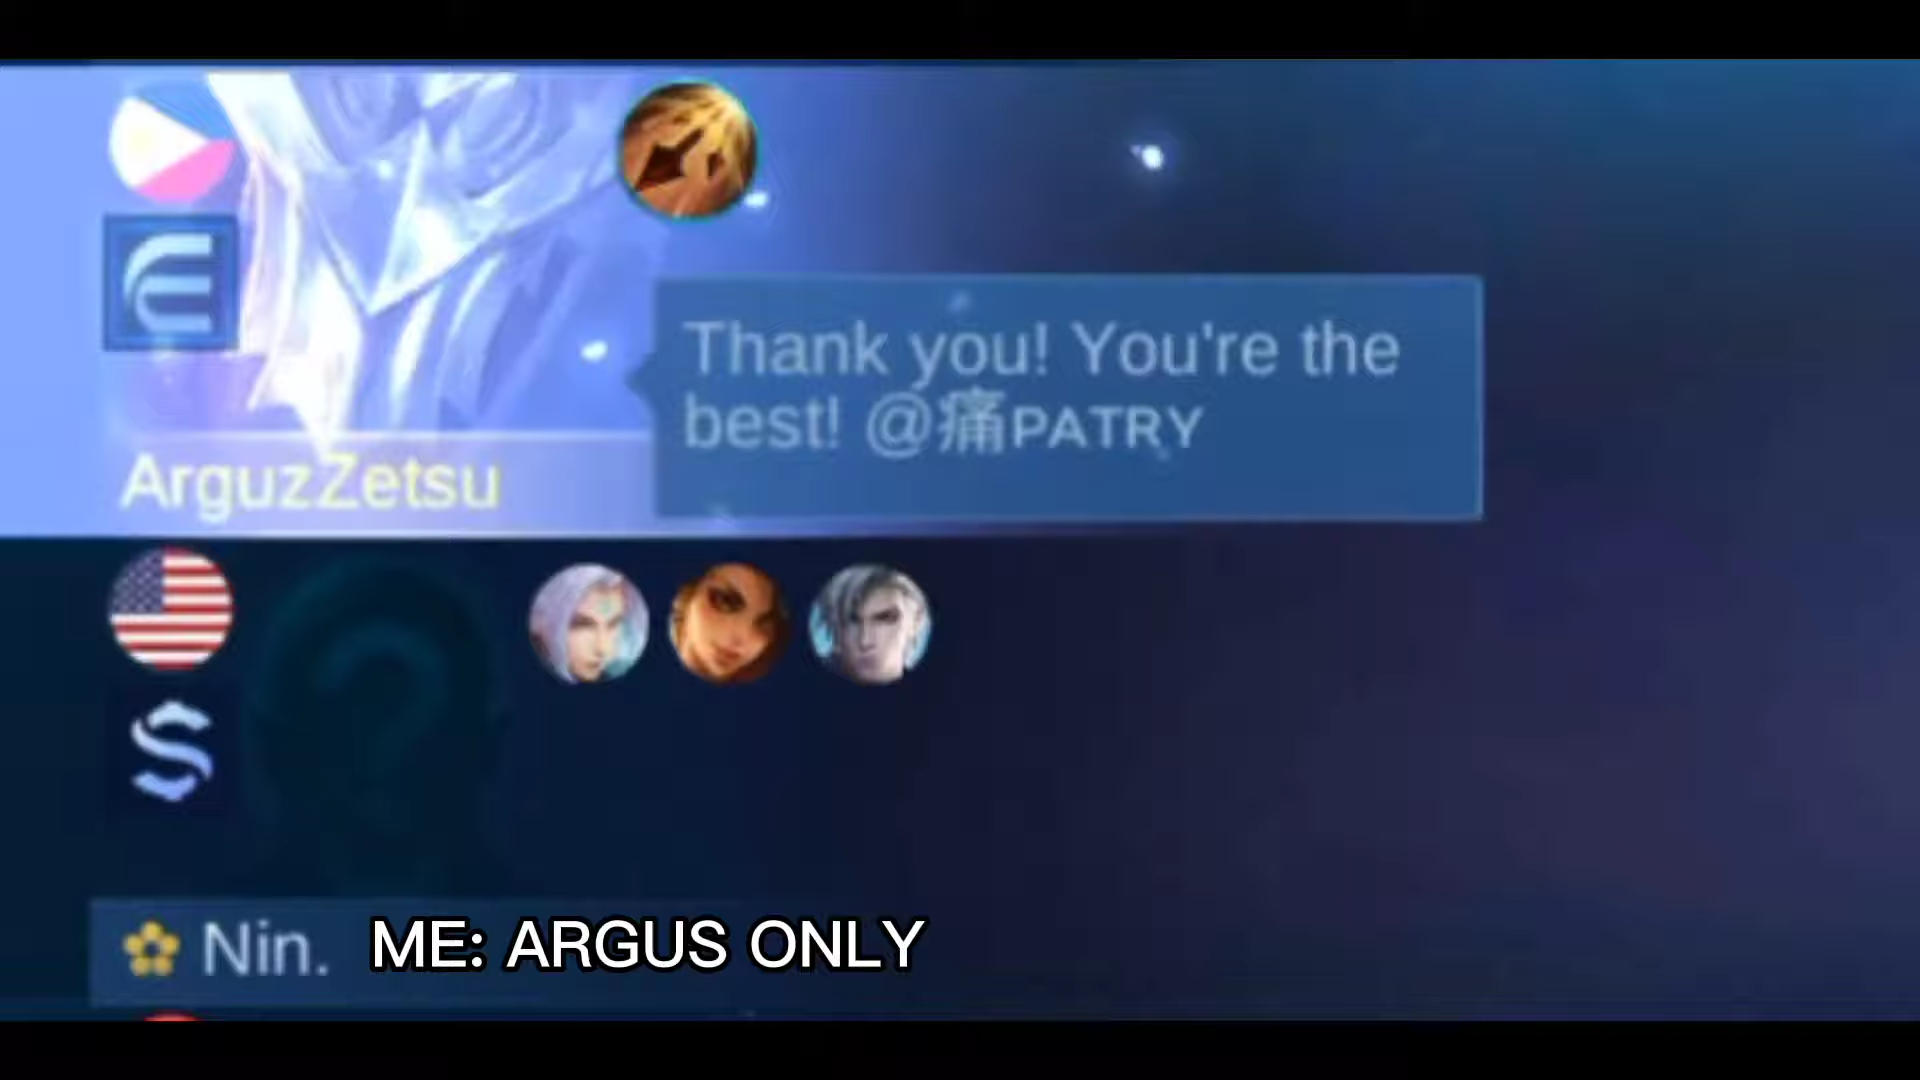 Thank you! You're the
best! @痛PATRY
ArguzZetsu
Nin.
ME: ARGUS ONLY